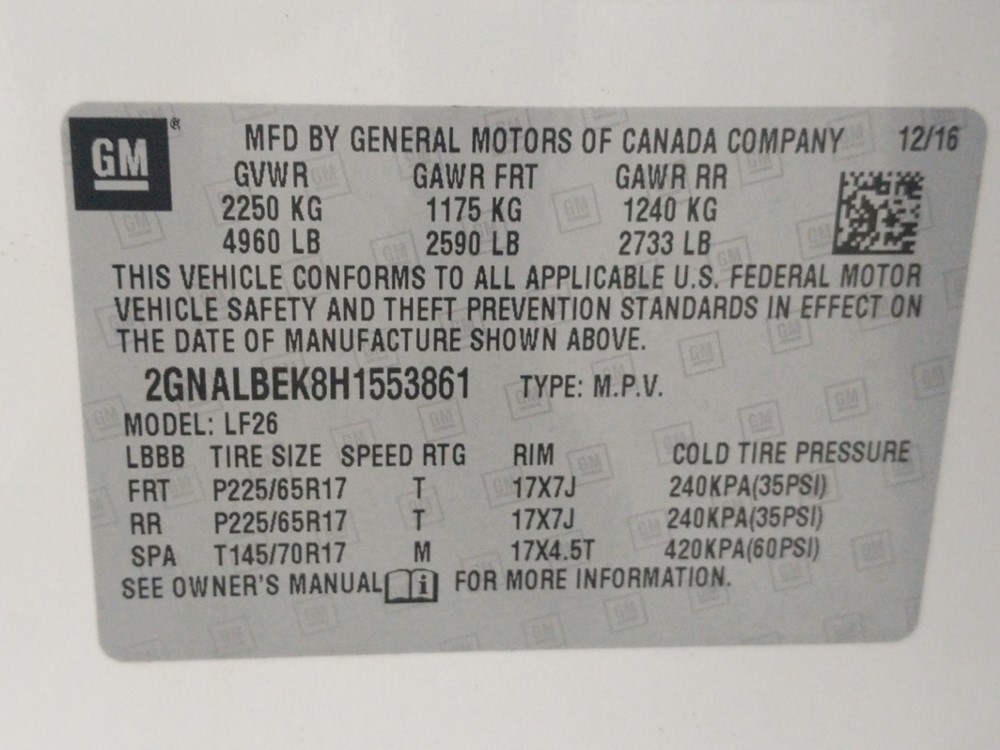 GM ® MFD BY GENERAL MOTORS OF CANADA COMPANY 12/16
GVWR GAWR FRT GAWR RR
2250 KG 1175 KG 1240 KG
4960 LB 2590 LB 2733 LB
THIS VEHICLE CONFORMS TO ALL APPLICABLE U.S. FEDERAL MOTOR
VEHICLE SAFETY AND THEFT PREVENTION STANDARDS IN EFFECT ON
THE DATE OF MANUFACTURE SHOWN ABOVE.
2GNALBEK8H1553861 TYPE: M.P.V.
MODEL: LF26
LBBB TIRE SIZE SPEED RTG RIM COLD TIRE PRESSURE
FRT P225/65R17 T 17X7J 240KPA(35PSI)
RR P225/65R17 T 17X7J 240KPA(35PSI)
SPA T145/70R17 M 17X4.5T 420KPA(60PSI)
SEE OWNER'S MANUAL i FOR MORE INFORMATION.